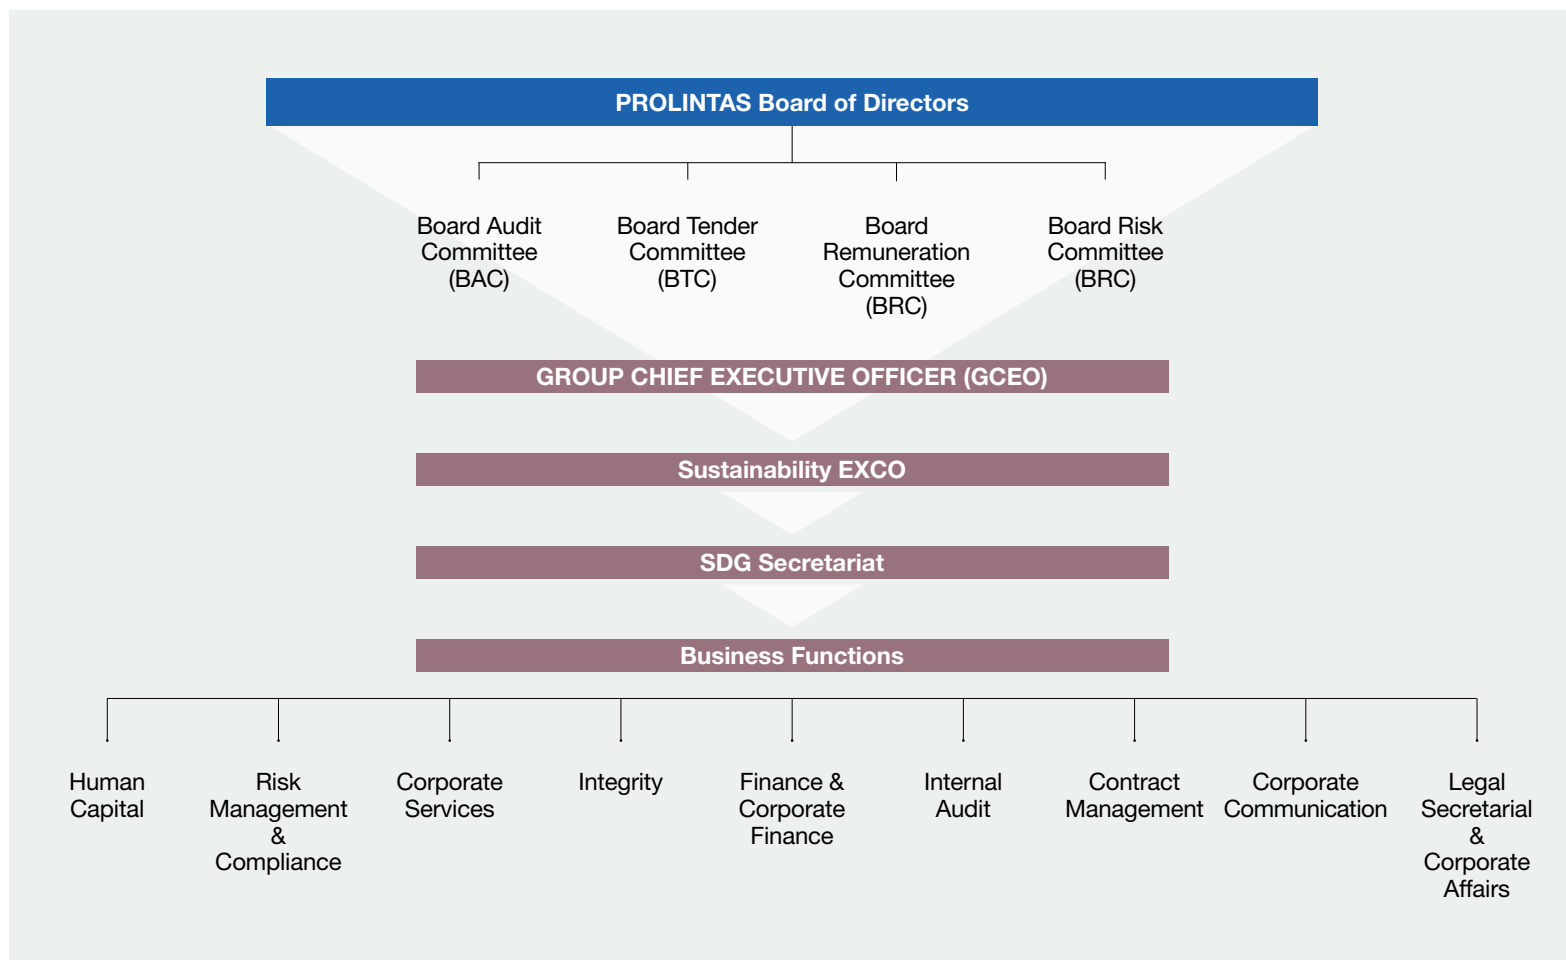 PROLINTAS Board of Directors
Board Audit
Committee
(BAC)
Board Tender
Committee
(BTC)
Board
Remuneration
Committee
(BRC)
Board Risk
Committee
(BRC)
GROUP CHIEF EXECUTIVE OFFICER (GCEO)
Sustainability EXCO
SDG Secretariat
Business Functions
Human
Capital
Risk
Management
&
Compliance
Corporate
Services
Integrity
Finance &
Corporate
Finance
Internal
Audit
Contract
Management
Corporate
Communication
Legal
Secretarial
&
Corporate
Affairs